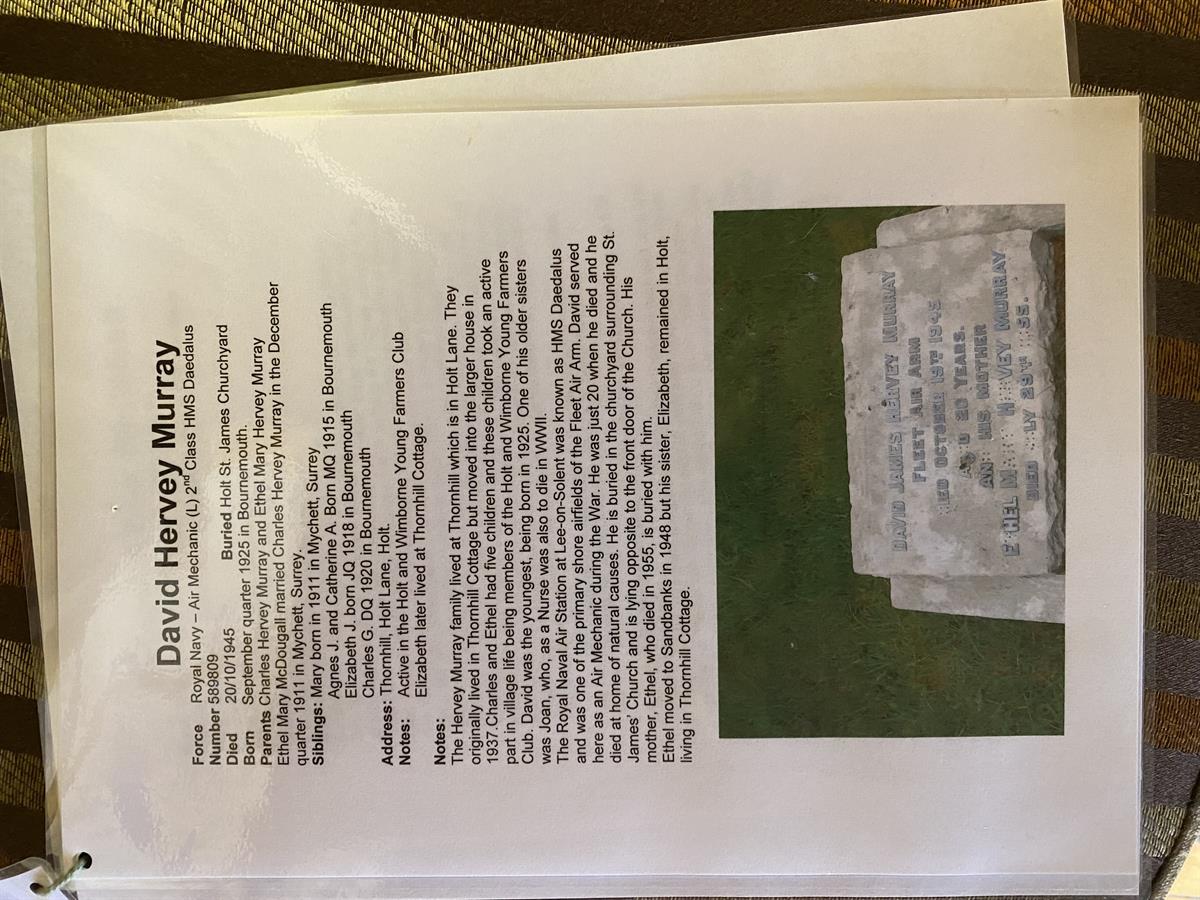 David Hervey Murray
Force Royal Navy – Air Mechanic (L) 2nd Class HMS Daedalus
Number 589809
Died 20/10/1945 Buried Holt St. James Churchyard
Born September quarter 1925 in Bournemouth.
Parents Charles Hervey Murray and Ethel Mary Hervey Murray
Ethel Mary McDougall married Charles Hervey Murray in the December
quarter 1911 in Mychett, Surrey.
Siblings: Mary born in 1911 in Mychett, Surrey
Agnes J. and Catherine A. Born MQ 1915 in Bournemouth
Elizabeth J. born JQ 1918 in Bournemouth
Charles G. DQ 1920 in Bournemouth
Address: Thornhill, Holt Lane, Holt.
Notes: Active in the Holt and Wimborne Young Farmers Club
Elizabeth later lived at Thornhill Cottage.
Notes:
The Hervey Murray family lived at Thornhill which is in Holt Lane. They
originally lived in Thornhill Cottage but moved into the larger house in
1937.Charles and Ethel had five children and these children took an active
part in village life being members of the Holt and Wimborne Young Farmers
Club. David was the youngest, being born in 1925. One of his older sisters
was Joan, who, as a Nurse was also to die in WWII.
The Royal Naval Air Station at Lee-on-Solent was known as HMS Daedalus
and was one of the primary shore airfields of the Fleet Air Arm. David served
here as an Air Mechanic during the War. He was just 20 when he died and he
died at home of natural causes. He is buried in the churchyard surrounding St.
James' Church and is lying opposite to the front door of the Church. His
mother, Ethel, who died in 1955, is buried with him.
Ethel moved to Sandbanks in 1948 but his sister, Elizabeth, remained in Holt,
living in Thornhill Cottage.
DAVID JAMES HERVEY MURRAY
FLEET AIR ARM
IED OCTOBER 19TH 1945
20 YEARS.
AN HIS MOTHER
E HEL M H VEY MURRAY
DIED LY 29TH 55.